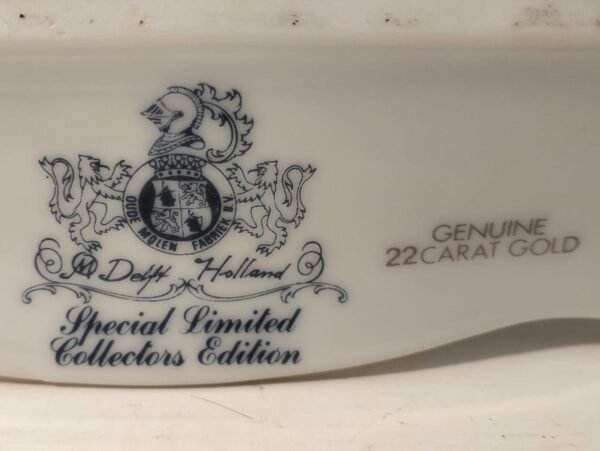 OUDE MOLEN FABRIEK B.V.
Delft Holland
Special Limited
Collectors Edition
GENUINE
22 CARAT GOLD